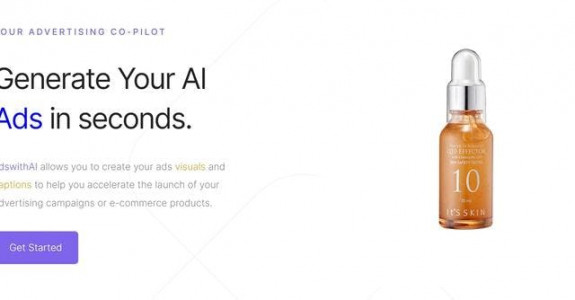 OUR ADVERTISING CO-PILOT
Generate Your AI
Ads in seconds.
dswithAI allows you to create your ads visuals and
aptions to help you accelerate the launch of your
dvertising campaigns or e-commerce products.
Get Started
10
IT'S SKIN